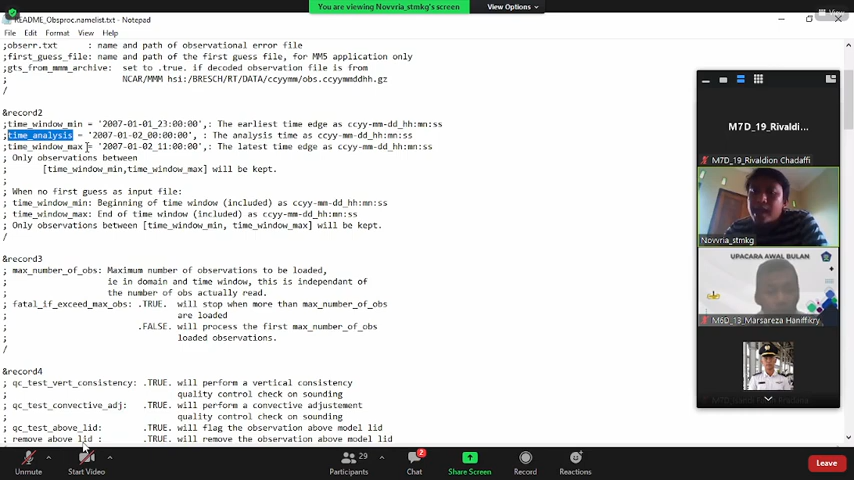 You are viewing Novvria_stmkg's screen
View Options
View
README_Obsproc.namelist.txt - Notepad
File Edit Format View Help
;obserr.txt : name and path of observational error file
;first_guess_file: name and path of the first guess file, for MM5 application only
;gts_from_mmm_archive: set to .true. if decoded observation file is from
; NCAR/MMM hsi:/BRESCH/RT/DATA/ccyymm/obs.ccyymmddhh.gz
/
&record2
;time_window_min = '2007-01-01_23:00:00',: The earliest time edge as ccyy-mm-dd_hh:mn:ss
;time_analysis = '2007-01-02_00:00:00', : The analysis time as ccyy-mm-dd_hh:mn:ss
;time_window_max = '2007-01-02_11:00:00',: The latest time edge as ccyy-mm-dd_hh:mn:ss
; Only observations between
; [time_window_min,time_window_max] will be kept.
;
; When no first guess as input file:
; time_window_min: Beginning of time window (included) as ccyy-mm-dd_hh:mn:ss
; time_window_max: End of time window (included) as ccyy-mm-dd_hh:mn:ss
; Only observations between [time_window_min, time_window_max] will be kept.
/
&record3
; max_number_of_obs: Maximum number of observations to be loaded,
; ie in domain and time window, this is independant of
; the number of obs actually read.
; fatal_if_exceed_max_obs: .TRUE. will stop when more than max_number_of_obs
; are loaded
; .FALSE. will process the first max_number_of_obs
; loaded observations.
/
&record4
; qc_test_vert_consistency: .TRUE. will perform a vertical consistency
; quality control on sounding
; qc_test_convective_adj: .TRUE. will perform a convective adjustement
; quality control on sounding
; qc_test_above_lid: .TRUE. will flag the observation above model lid
; remove above lid : .TRUE. will remove the observation above model lid
M7D_19_Rivaldi...
M7D_19_Rivaldion Chadaffi
Novvria_stmkg
UPACARA AWAL BULAN
M6D_13_Marsareza Haniffikry
Unmute
Start Video
29
Participants
2
Chat
Share Screen
Record
Reactions
Leave